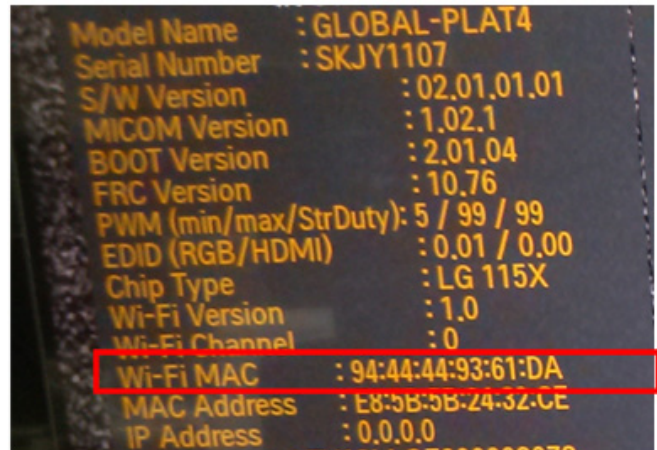 Model Name : GLOBAL-PLAT4
Serial Number : SKJY1107
S/W Version : 02.01.01.01
MICOM Version : 1.02.1
BOOT Version : 2.01.04
FRC Version : 10.76
PWM (min/max/StrDuty): 5 / 99 / 99
EDID (RGB/HDMI) : 0.01 / 0.00
Chip Type : LG 115X
Wi-Fi Version : 1.0
Wi-Fi Channel : 0
Wi-Fi MAC : 94:44:44:93:61:DA
MAC Address : E8:5B:5B:24:32:CE
IP Address : 0.0.0.0